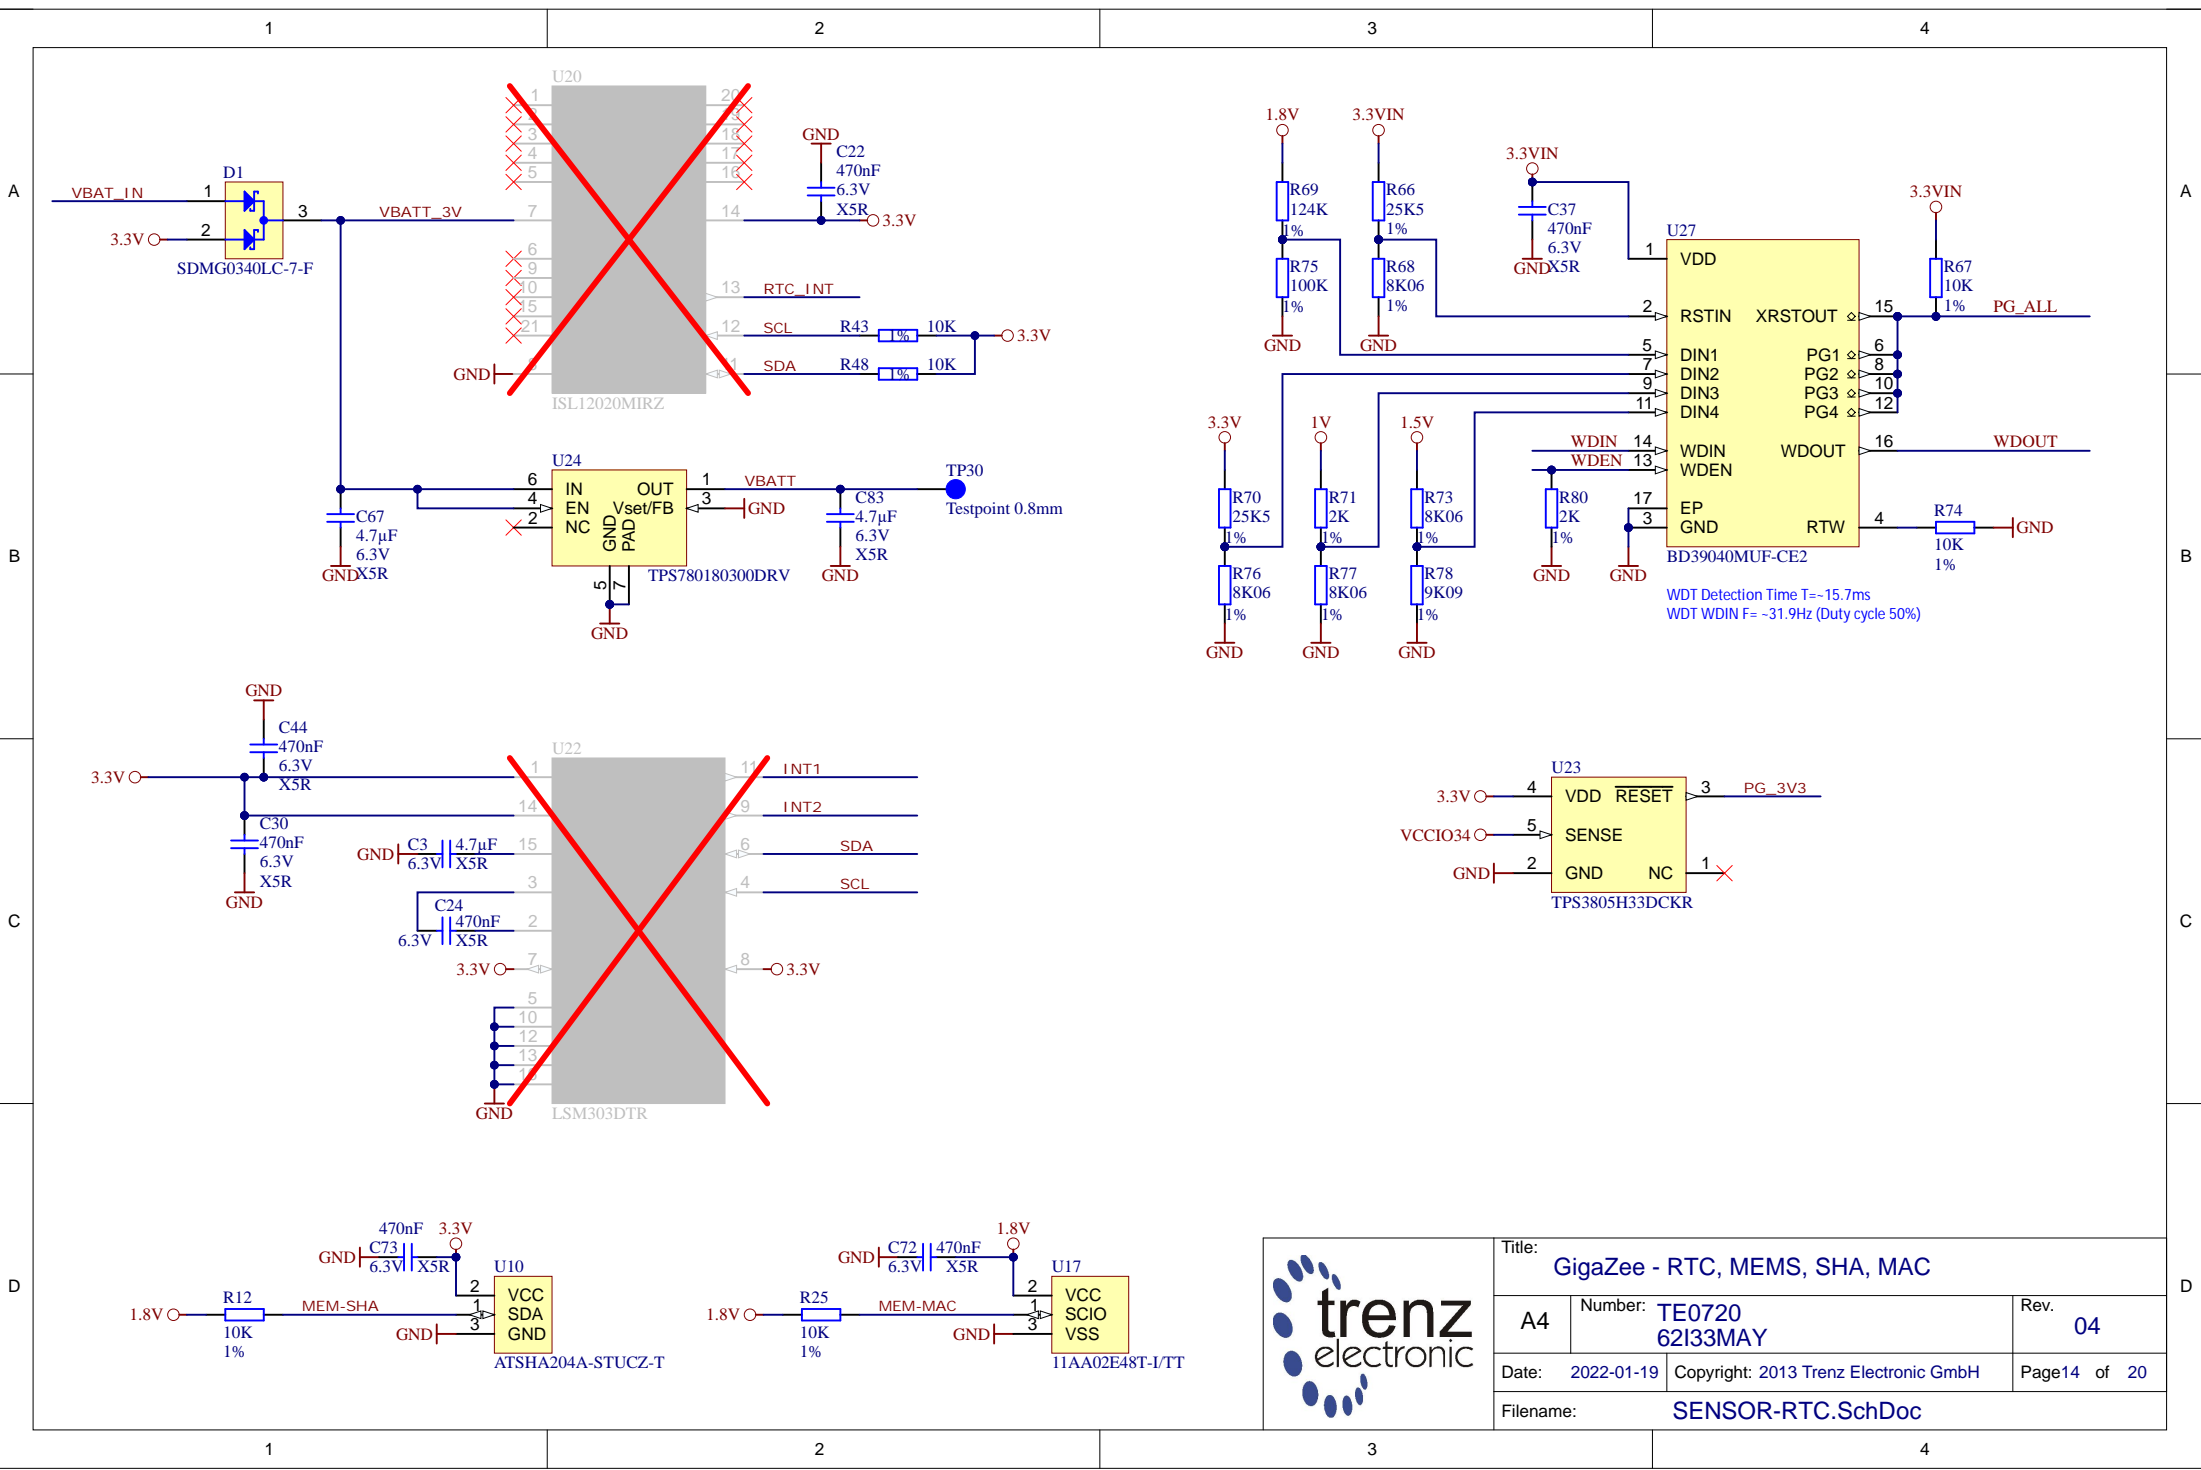 1 2 3 4
A
B
C
D
U20
1
3
4
5
7
6
9
10
15
21
20
18
17
16
14
13
12
1
ISL12020MIRZ
GND
C22
470nF
6.3V
X5R
3.3V
RTC_INT
SCL
R43
1%
10K
3.3V
SDA
R48
1%
10K
GND
VBAT_IN
D1
1
2
3
3.3V
SDMG0340LC-7-F
VBATT_3V
C67
4.7µF
6.3V
X5R
GND
U24
6 IN
4 EN
2 NC
OUT 1
Vset/FB 3
GND
PAD
5
7
TPS780180300DRV
GND
VBATT
GND
C83
4.7µF
6.3V
X5R
GND
TP30
Testpoint 0.8mm
1.8V
R69
124K
1%
R75
100K
1%
GND
3.3VIN
R66
25K5
1%
R68
8K06
1%
GND
3.3VIN
C37
470nF
6.3V
X5R
GND
U27
1 VDD
2 RSTIN
5 DIN1
7 DIN2
9 DIN3
11 DIN4
WDIN 14 WDIN
WDEN 13 WDEN
17 EP
3 GND
XRSTOUT 15
PG1 6
PG2 8
PG3 10
PG4 12
WDOUT 16 WDOUT
RTW 4
BD39040MUF-CE2
3.3VIN
R67
10K
1%
PG_ALL
R74
10K
1%
GND
3.3V
R70
25K5
1%
R76
8K06
1%
GND
1V
R71
2K
1%
R77
8K06
1%
GND
1.5V
R73
8K06
1%
R78
9K09
1%
GND
R80
2K
1%
GND
GND
WDT Detection Time T=~15.7ms
WDT WDIN F= ~31.9Hz (Duty cycle 50%)
GND
C44
470nF
6.3V
X5R
3.3V
C30
470nF
6.3V
X5R
GND
GND
C3
4.7µF
6.3V
X5R
C24
470nF
6.3V
X5R
3.3V
GND
U22
1
14
15
3
2
7
5
10
12
13
11
9
6
4
8
LSM303DTR
INT1
INT2
SDA
SCL
3.3V
U23
3.3V 4 VDD
VCCIO34 5 SENSE
GND 2 GND
RESET 3 PG_3V3
NC 1
TPS3805H33DCKR
470nF
3.3V
GND
C73
6.3V
X5R
U10
2 VCC
1 SDA
3 GND
ATSHA204A-STUCZ-T
1.8V
R12
10K
1%
MEM-SHA
GND
1.8V
GND
C72
470nF
6.3V
X5R
U17
2 VCC
1 SCIO
3 VSS
11AA02E48T-I/TT
1.8V
R25
10K
1%
MEM-MAC
GND
trenz
electronic
Title:
GigaZee - RTC, MEMS, SHA, MAC
A4
Number: TE0720
62I33MAY
Rev.
04
Date: 2022-01-19
Copyright: 2013 Trenz Electronic GmbH
Page14 of 20
Filename: SENSOR-RTC.SchDoc
A
B
C
D
1 2 3 4